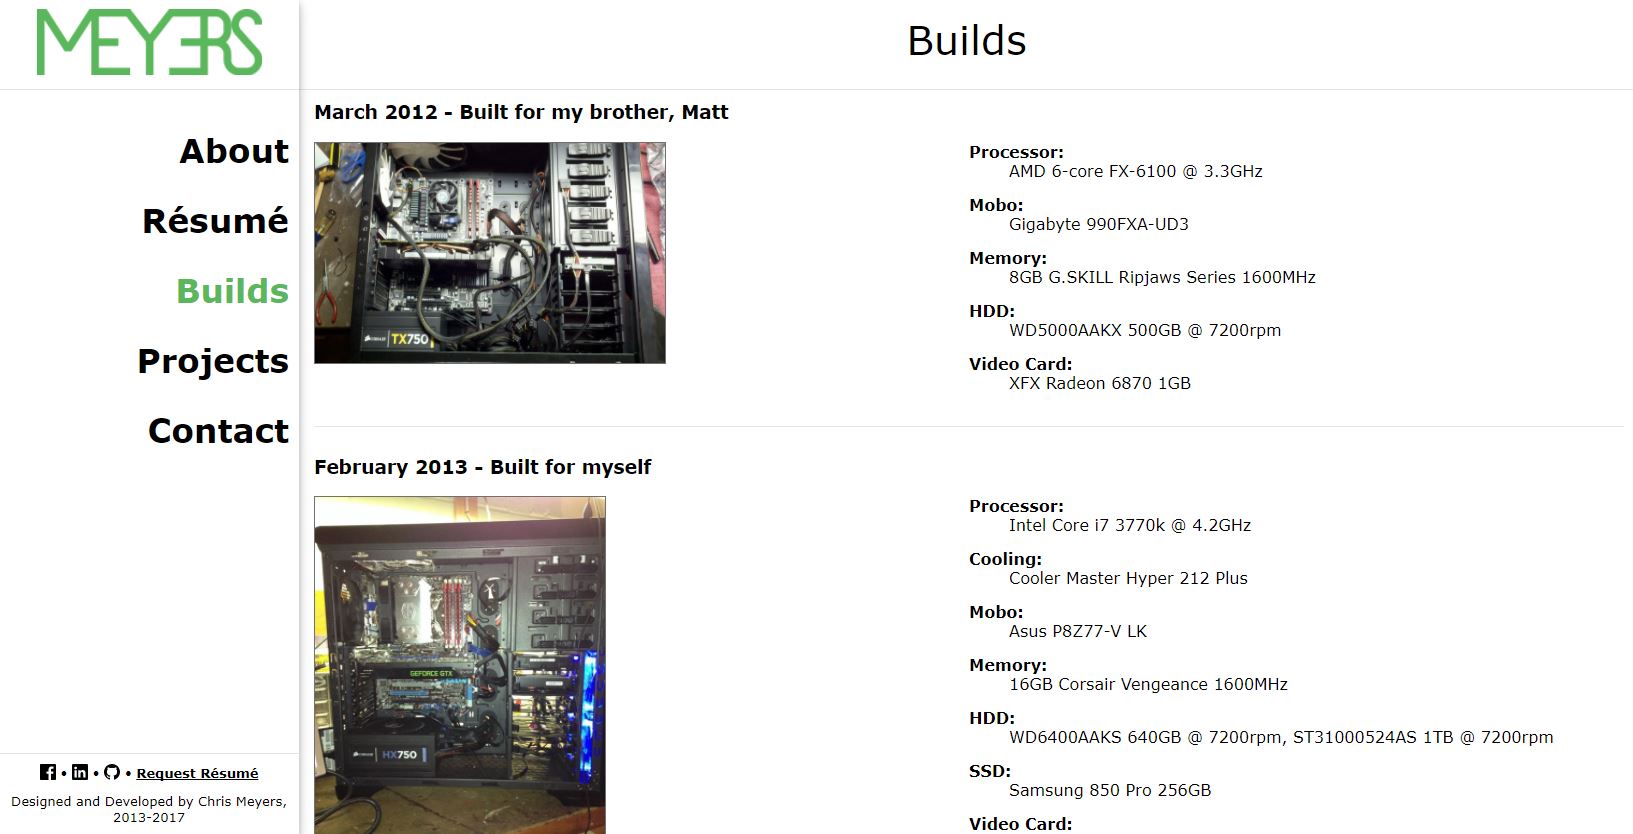 MEYERS
About
Résumé
Builds
Projects
Contact
• • • Request Résumé
Designed and Developed by Chris Meyers,
2013-2017
Builds
March 2012 - Built for my brother, Matt
CORSAIR TX750
Processor:
AMD 6-core FX-6100 @ 3.3GHz
Mobo:
Gigabyte 990FXA-UD3
Memory:
8GB G.SKILL Ripjaws Series 1600MHz
HDD:
WD5000AAKX 500GB @ 7200rpm
Video Card:
XFX Radeon 6870 1GB
February 2013 - Built for myself
GEFORCE GTX
CORSAIR HX750
Processor:
Intel Core i7 3770k @ 4.2GHz
Cooling:
Cooler Master Hyper 212 Plus
Mobo:
Asus P8Z77-V LK
Memory:
16GB Corsair Vengeance 1600MHz
HDD:
WD6400AAKS 640GB @ 7200rpm, ST31000524AS 1TB @ 7200rpm
SSD:
Samsung 850 Pro 256GB
Video Card: